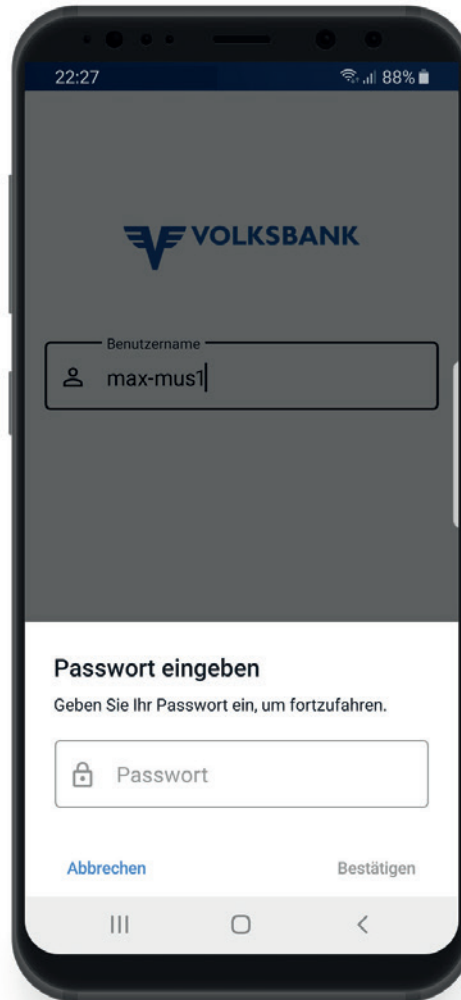 22:27 88%
VOLKSBANK
Benutzername
max-mus1
Passwort eingeben
Geben Sie Ihr Passwort ein, um fortzufahren.
Passwort
Abbrechen Bestätigen